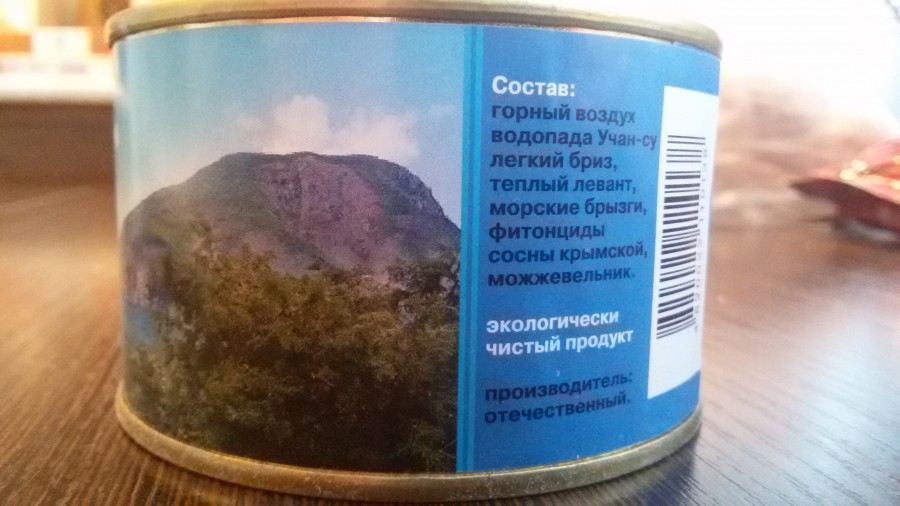 Состав:
горный воздух
водопада Учан-су
легкий бриз,
теплый левант,
морские брызги,
фитонциды
сосны крымской,
можжевельник.
экологически
чистый продукт
производитель:
отечественный.